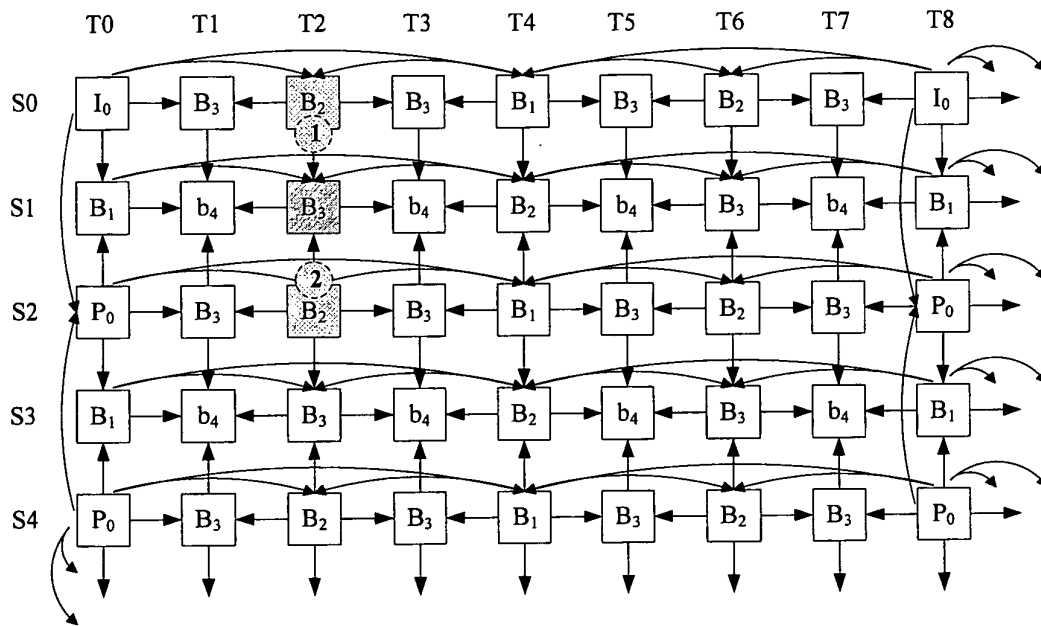 T0 T1 T2 T3 T4 T5 T6 T7 T8
S0 I₀ B₃ B₂ B₃ B₁ B₃ B₂ B₃ I₀
1
S1 B₁ b₄ B₃ b₄ B₂ b₄ B₃ b₄ B₁
2
S2 P₀ B₃ B₂ B₃ B₁ B₃ B₂ B₃ P₀
S3 B₁ b₄ B₃ b₄ B₂ b₄ B₃ b₄ B₁
S4 P₀ B₃ B₂ B₃ B₁ B₃ B₂ B₃ P₀